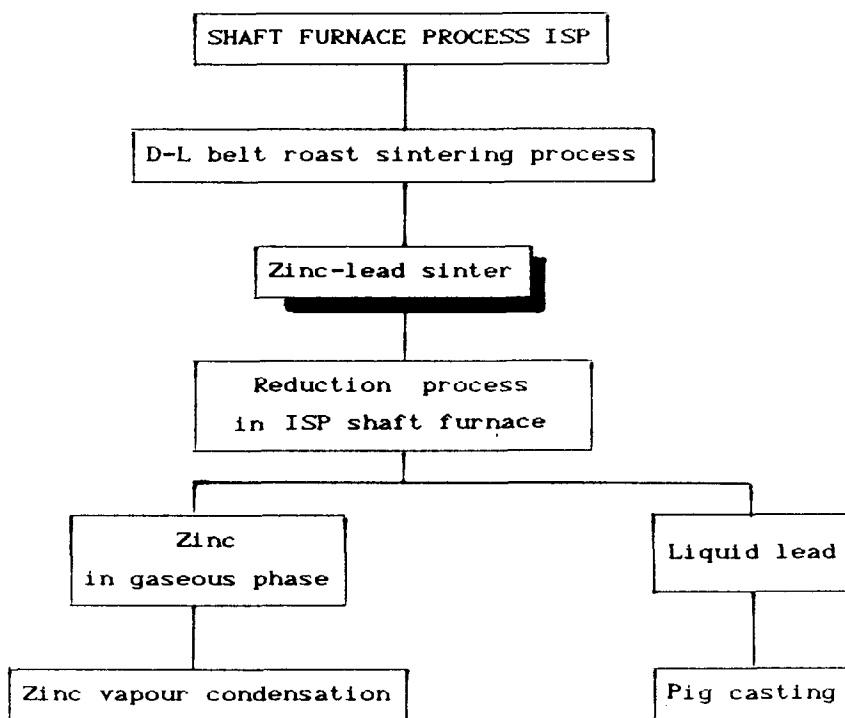 SHAFT FURNACE PROCESS ISP
D-L belt roast sintering process
Zinc-lead sinter
Reduction process
in ISP shaft furnace
Zinc
in gaseous phase
Liquid lead
Zinc vapour condensation
Pig casting